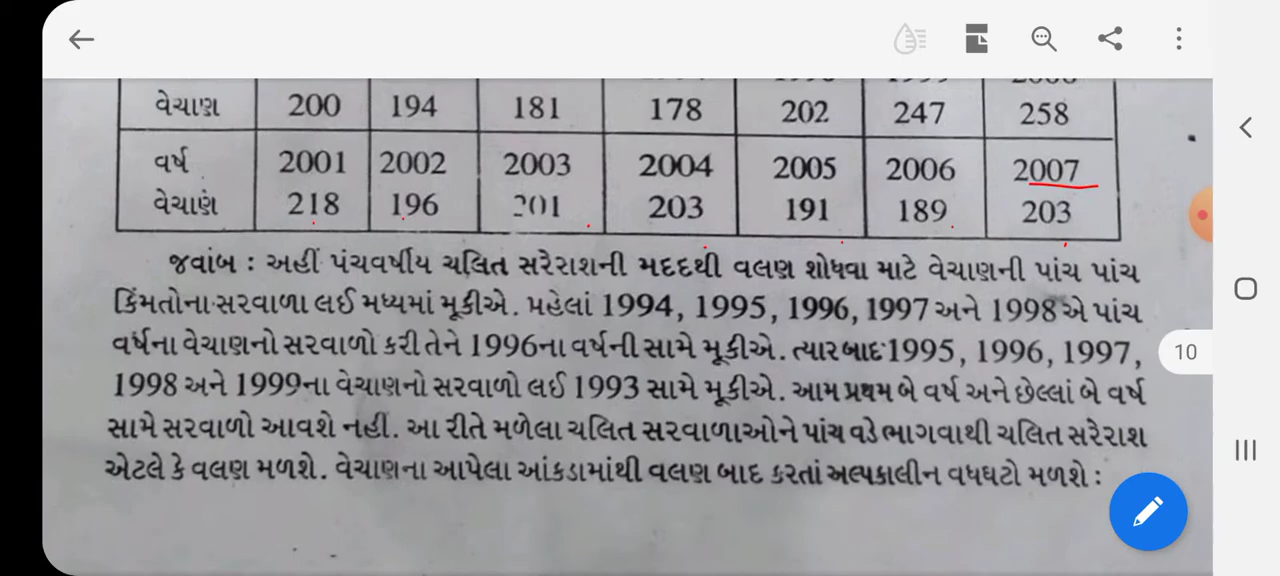 વેચાણ 200 194 181 178 202 247 258
વર્ષ 2001 2002 2003 2004 2005 2006 2007
વેચાણ 218 196 201 203 191 189 203
જવાબ : અહીં પંચવર્ષીય ચલિત સરેરાશની મદદથી વલણ શોધવા માટે વેચાણની પાંચ પાંચ
કિંમતોના સરવાળા લઈ મધ્યમાં મૂકીએ. પહેલાં 1994, 1995, 1996, 1997 અને 1998 એ પાંચ
વર્ષના વેચાણનો સરવાળો કરી તેને 1996ના વર્ષની સામે મૂકીએ. ત્યારબાદ 1995, 1996, 1997,
1998 અને 1999ના વેચાણનો સરવાળો લઈ 1993 સામે મૂકીએ. આમ પ્રથમ બે વર્ષ અને છેલ્લાં બે વર્ષ
સામે સરવાળો આવશે નહીં. આ રીતે મળેલા ચલિત સરવાળાઓને પાંચ વડે ભાગવાથી ચલિત સરેરાશ
એટલે કે વલણ મળશે. વેચાણના આપેલા આંકડામાંથી વલણ બાદ કરતાં અલ્પકાલીન વધઘટો મળશે :
10